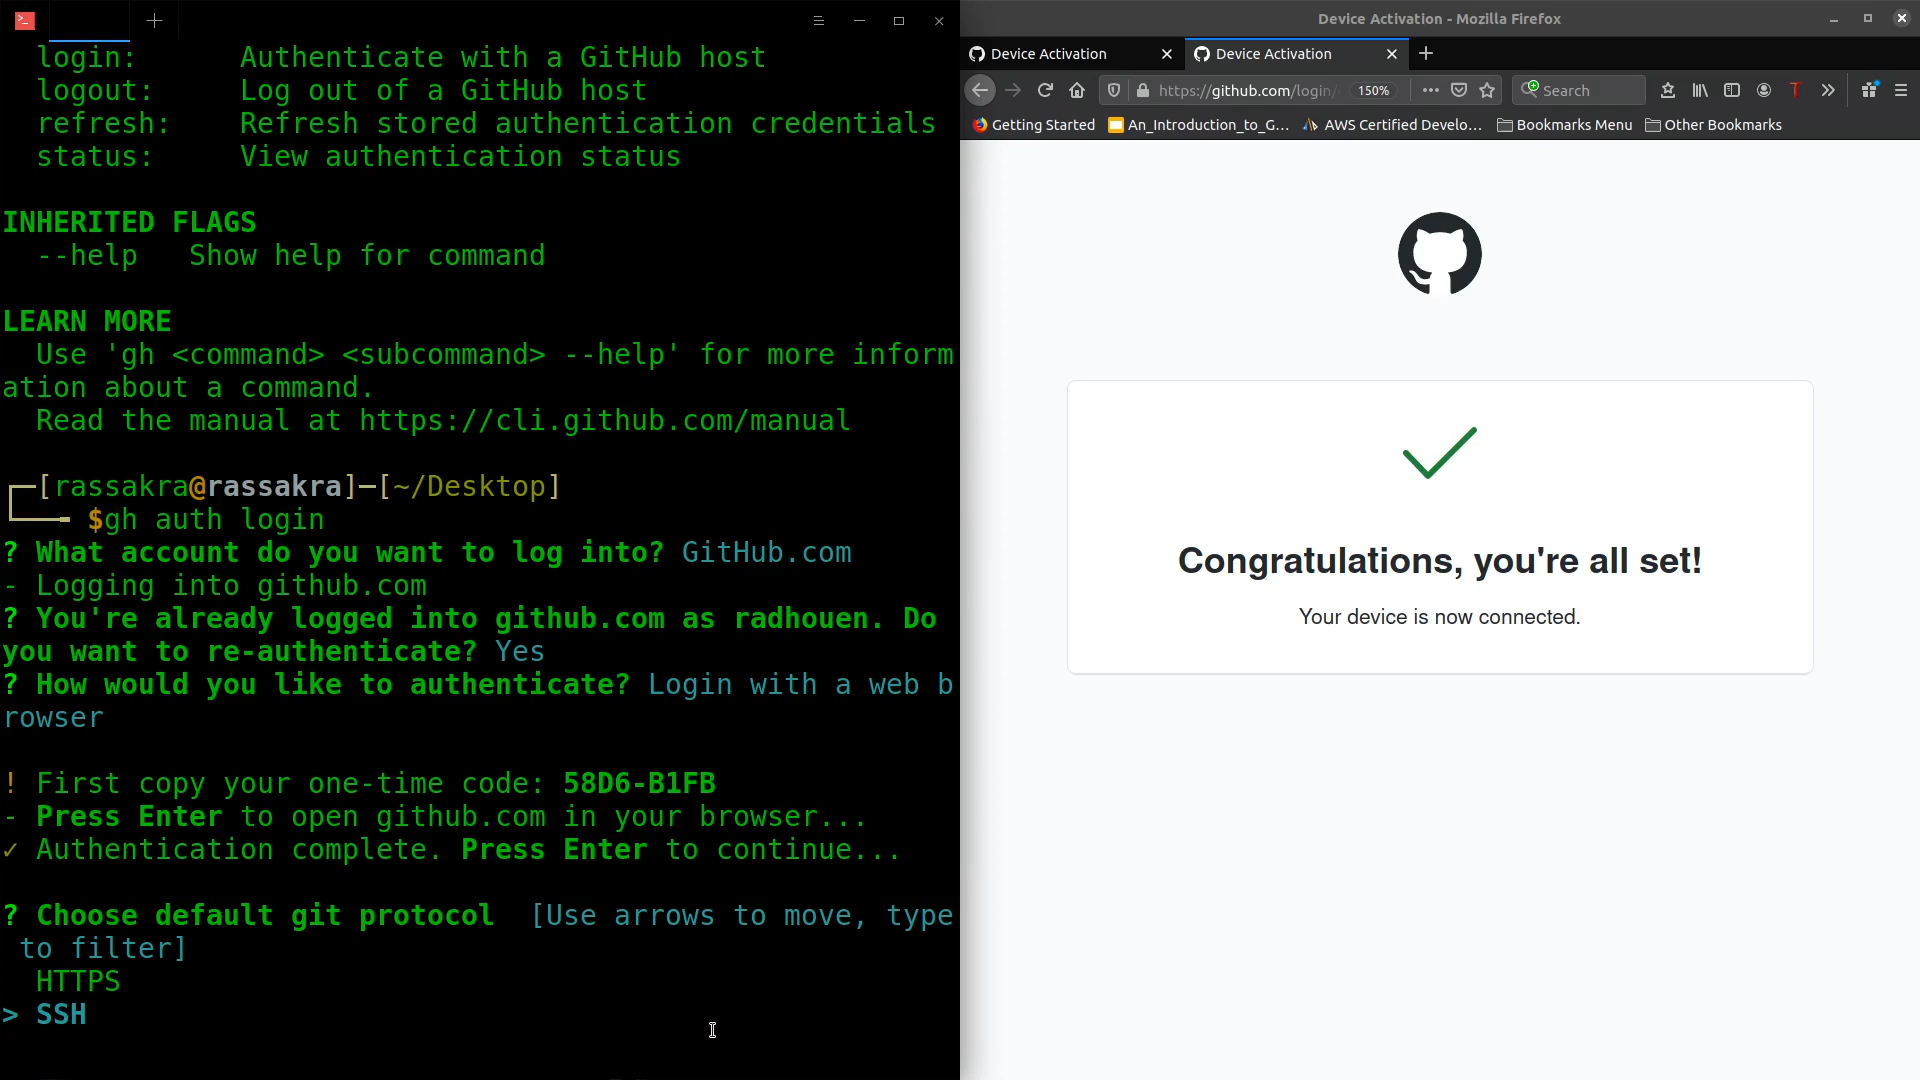 login:      Authenticate with a GitHub host
logout:     Log out of a GitHub host
refresh:    Refresh stored authentication credentials
status:     View authentication status
INHERITED FLAGS
--help   Show help for command
LEARN MORE
Use 'gh <command> <subcommand> --help' for more inform
ation about a command.
Read the manual at https://cli.github.com/manual
[rassakra@rassakra]─[~/Desktop]
$gh auth login
? What account do you want to log into? GitHub.com
- Logging into github.com
? You're already logged into github.com as radhouen. Do
you want to re-authenticate? Yes
? How would you like to authenticate? Login with a web b
rowser
! First copy your one-time code: 58D6-B1FB
- Press Enter to open github.com in your browser...
✓ Authentication complete. Press Enter to continue...
? Choose default git protocol  [Use arrows to move, type
to filter]
HTTPS
> SSH
Device Activation - Mozilla Firefox
Device Activation
Device Activation
https://github.com/login/ 150% Search
Getting Started An_Introduction_to_G... AWS Certified Develo... Bookmarks Menu Other Bookmarks
Congratulations, you're all set!
Your device is now connected.